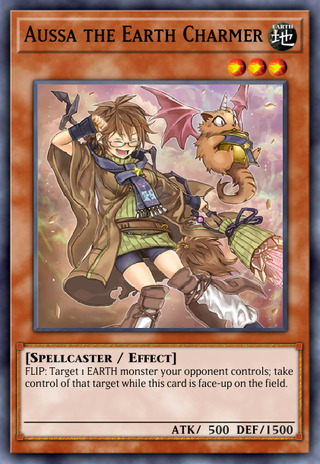 Aussa the Earth Charmer
EARTH
地
[Spellcaster / Effect]
FLIP: Target 1 EARTH monster your opponent controls; take
control of that target while this card is face-up on the field.
ATK/ 500 DEF/1500